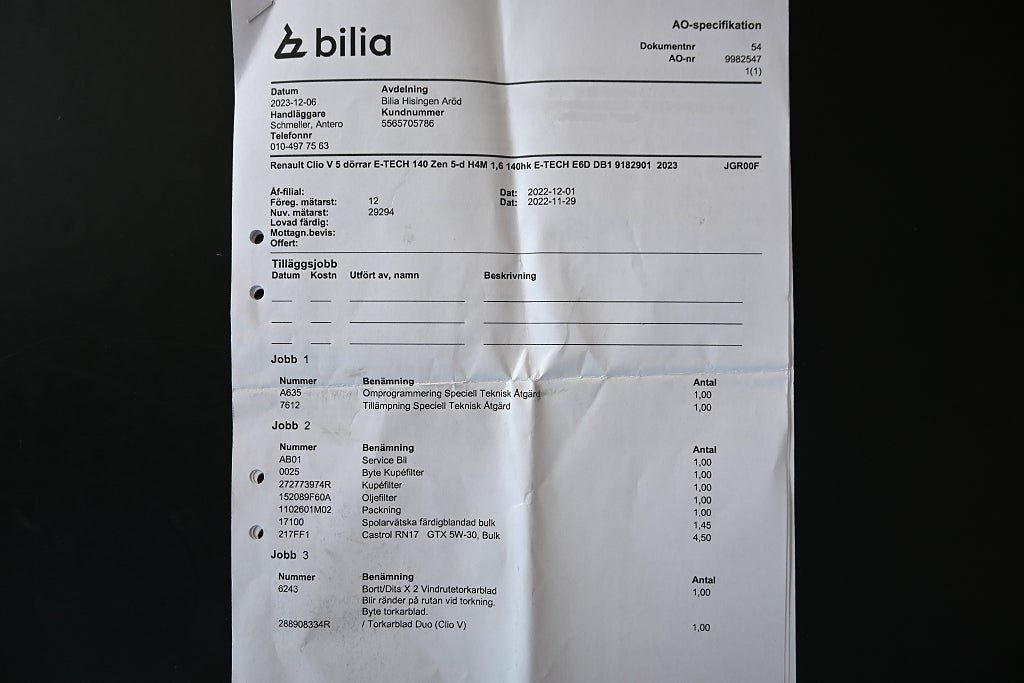 bilia
AO-specifikation
Dokumentnr 54
AO-nr 9982547
1(1)
Datum Avdelning
2023-12-06 Bilia Hisingen Aröd
Handläggare Kundnummer
Schmeller, Antero 5565705786
Telefonnr
010-497 75 63
Renault Clio V 5 dörrar E-TECH 140 Zen 5-d H4M 1,6 140hk E-TECH E6D DB1 9182901 2023 JGR00F
Åf-filial: Dat: 2022-12-01
Föreg. mätarst: 12 Dat: 2022-11-29
Nuv. mätarst: 29294
Lovad färdig:
Mottagn.bevis:
Offert:
Tilläggsjobb
Datum Kostn Utfört av, namn Beskrivning
Jobb 1
Nummer Benämning Antal
A635 Omprogrammering Speciell Teknisk Åtgärd 1,00
7612 Tillämpning Speciell Teknisk Åtgärd 1,00
Jobb 2
Nummer Benämning Antal
AB01 Service Bil 1,00
0025 Byte Kupéfilter 1,00
272773974R Kupéfilter 1,00
152089F60A Oljefilter 1,00
1102601M02 Packning 1,00
17100 Spolarvätska färdigblandad bulk 1,45
217FF1 Castrol RN17 GTX 5W-30, Bulk 4,50
Jobb 3
Nummer Benämning Antal
6243 Bortt/Dits X 2 Vindrutetorkarblad 1,00
Blir ränder på rutan vid torkning.
Byte torkarblad.
288908334R / Torkarblad Duo (Clio V) 1,00